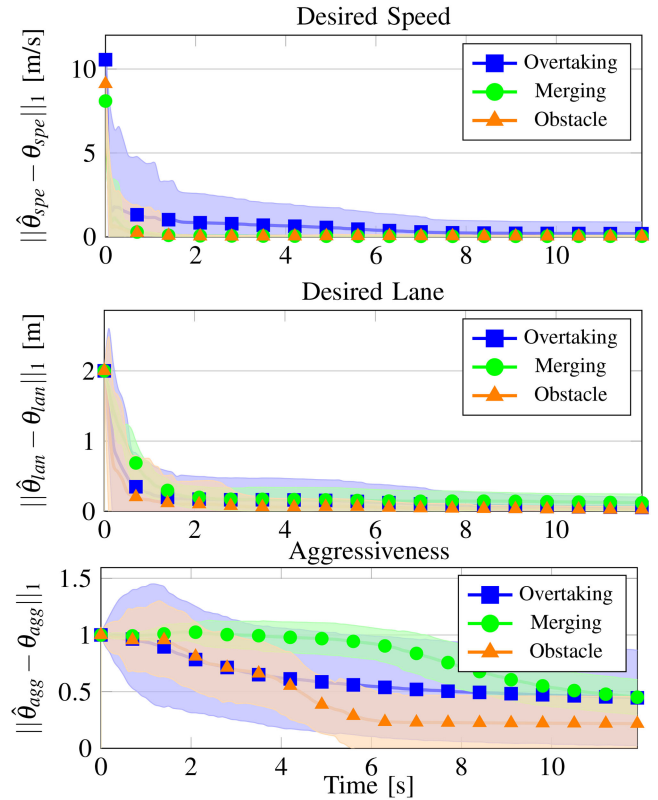 Desired Speed
||θ̂_spe − θ_spe||_1 [m/s]
10
5
0
Overtaking
Merging
Obstacle
0 2 4 6 8 10
Desired Lane
||θ̂_lan − θ_lan||_1 [m]
2
1
0
Overtaking
Merging
Obstacle
0 2 4 6 8 10
Aggressiveness
||θ̂_agg − θ_agg||_1
1.5
1
0.5
0
Overtaking
Merging
Obstacle
0 2 4 6 8 10
Time [s]